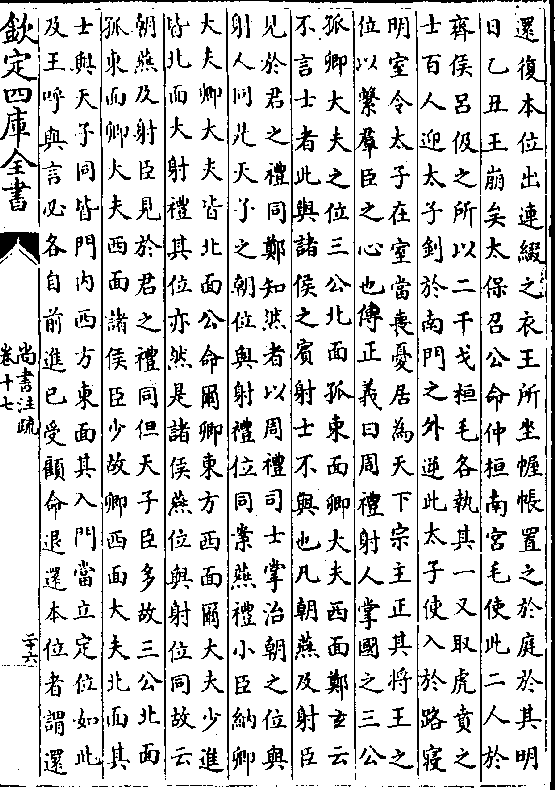 還復本位出連綴之衣王所坐幄帳置之於庭於其明
日乙丑王崩矣太保召公命仲桓南宫毛使此二人於
齊侯呂伋之所以二干戈桓毛各執其一又取虎賁之
士百人迎太子釗於南門之外逆此太子使入於路寢
明室令太子在室當喪憂居為天下宗主正其將王之
位以繫羣臣之心也傳正義曰周禮射人掌國之三公
孤卿大夫之位三公北面孤東面卿大夫西面鄭𤣥云
不言士者此與諸侯之賓射士不與也凡朝燕及射臣
見於君之禮同鄭知然者以周禮司士掌治朝之位與
射人同是天子之朝位與射禮位同案燕禮小臣納卿
大夫卿大夫皆北面公命爾卿東方西面爾大夫少進
皆北面大射禮其位亦然是諸侯燕位與射位同故云
朝燕及射臣見於君之禮同但天子臣多故三公北面
孤東面卿大夫西面諸侯臣少故卿西面大夫北面其
士與天子同皆門内西方東面其入門當立定位如此
及王呼與言必各自前進已受顧命退還本位者謂還
欽定四庫全書
尚書注疏
卷十七
二十六